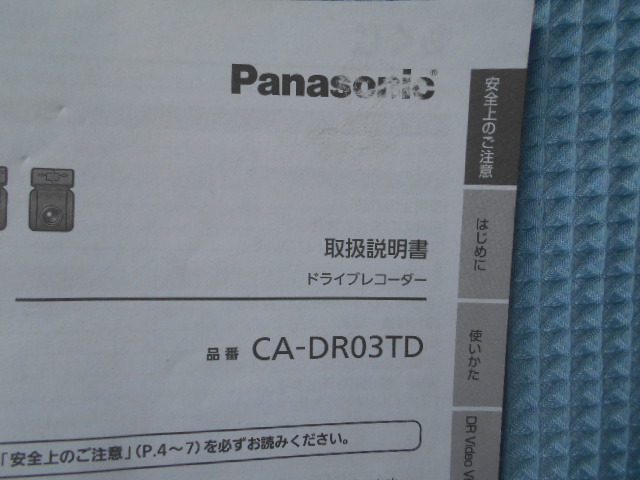 Panasonic
取扱説明書
ドライブレコーダー
品番 CA-DR03TD
「安全上のご注意」(P.4～7)を必ずお読みください。
安全上のご注意
はじめに
使いかた
DR Video V